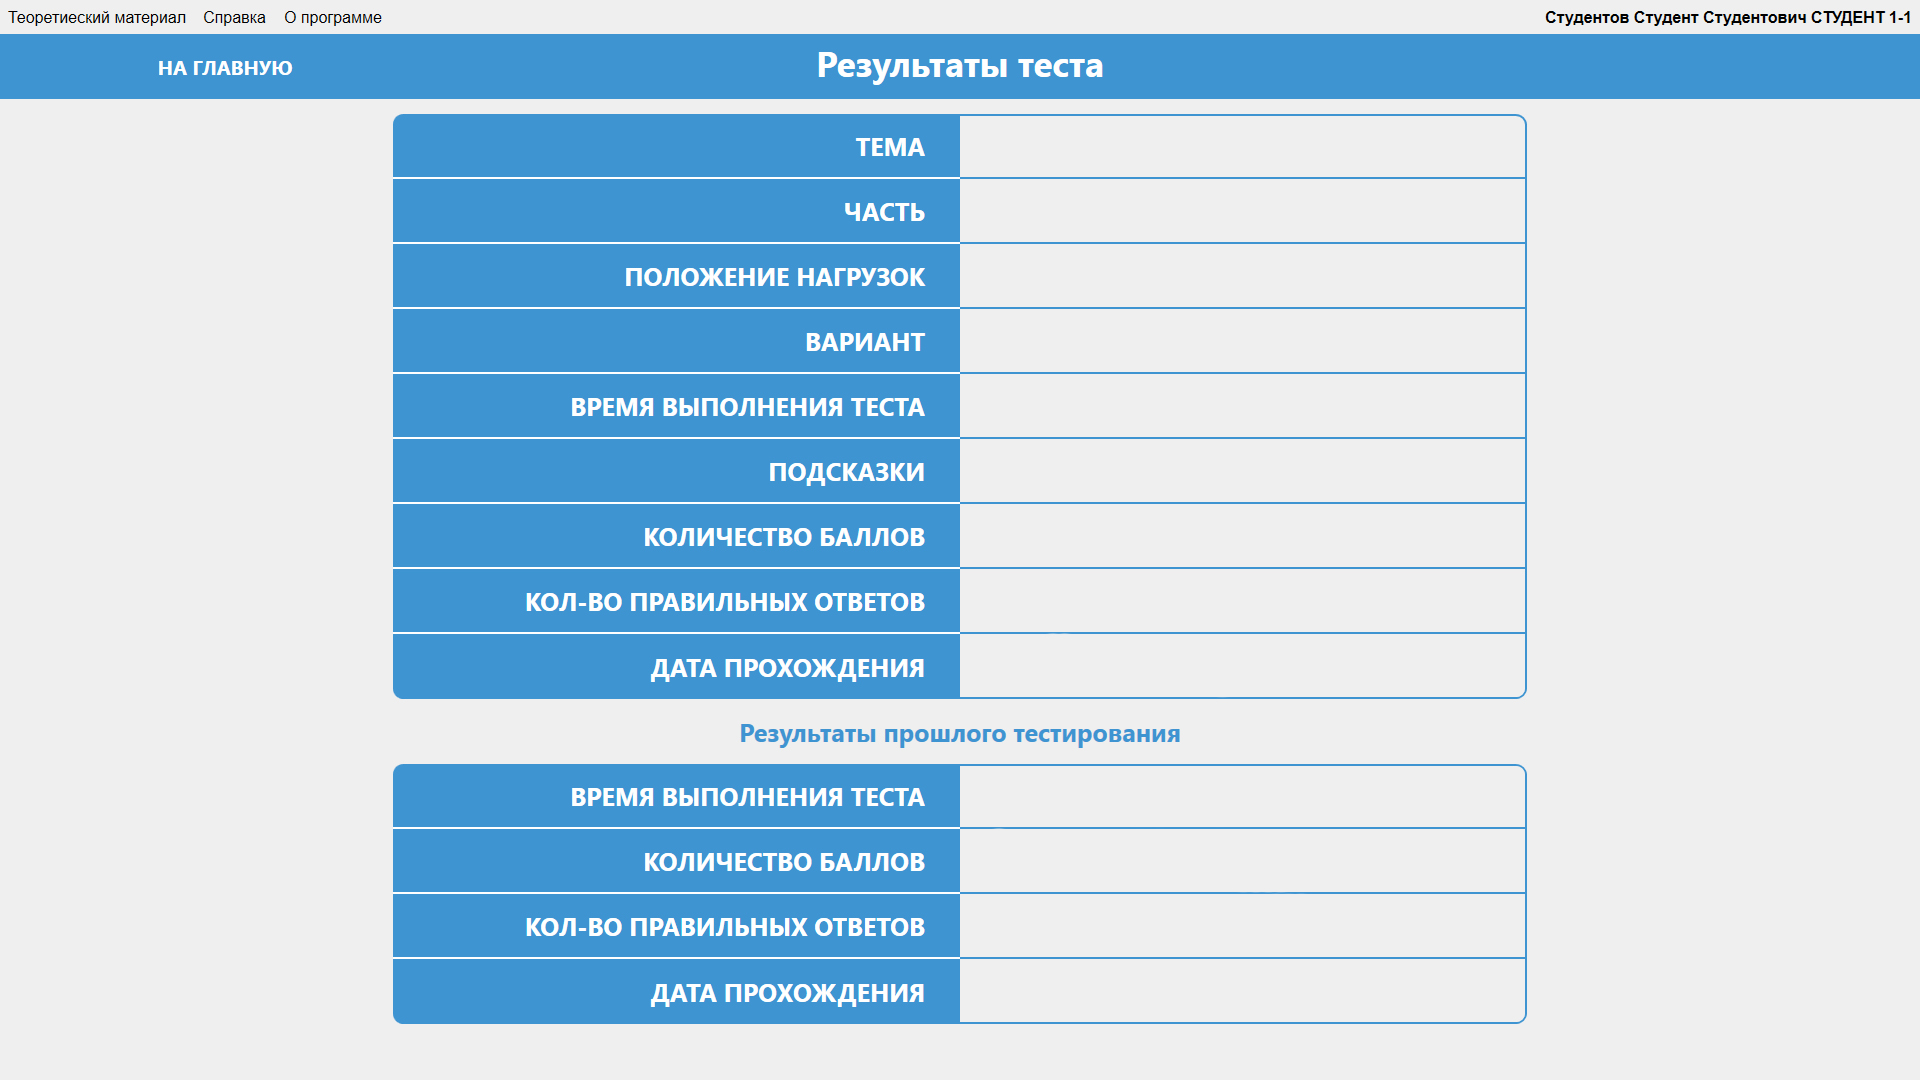 Теоретиеский материал Справка О программе Студентов Студент Студентович СТУДЕНТ 1-1
НА ГЛАВНУЮ Результаты теста
ТЕМА
ЧАСТЬ
ПОЛОЖЕНИЕ НАГРУЗОК
ВАРИАНТ
ВРЕМЯ ВЫПОЛНЕНИЯ ТЕСТА
ПОДСКАЗКИ
КОЛИЧЕСТВО БАЛЛОВ
КОЛ-ВО ПРАВИЛЬНЫХ ОТВЕТОВ
ДАТА ПРОХОЖДЕНИЯ
Результаты прошлого тестирования
ВРЕМЯ ВЫПОЛНЕНИЯ ТЕСТА
КОЛИЧЕСТВО БАЛЛОВ
КОЛ-ВО ПРАВИЛЬНЫХ ОТВЕТОВ
ДАТА ПРОХОЖДЕНИЯ